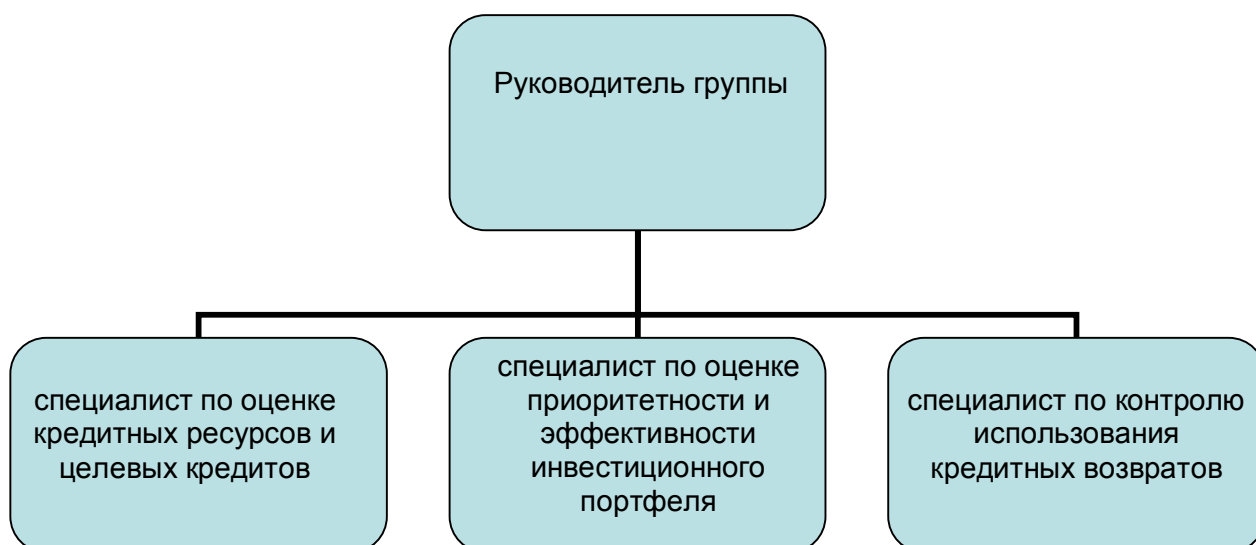 Руководитель группы
специалист по оценке
кредитных ресурсов и
целевых кредитов
специалист по оценке
приоритетности и
эффективности
инвестиционного
портфеля
специалист по контролю
использования
кредитных возвратов